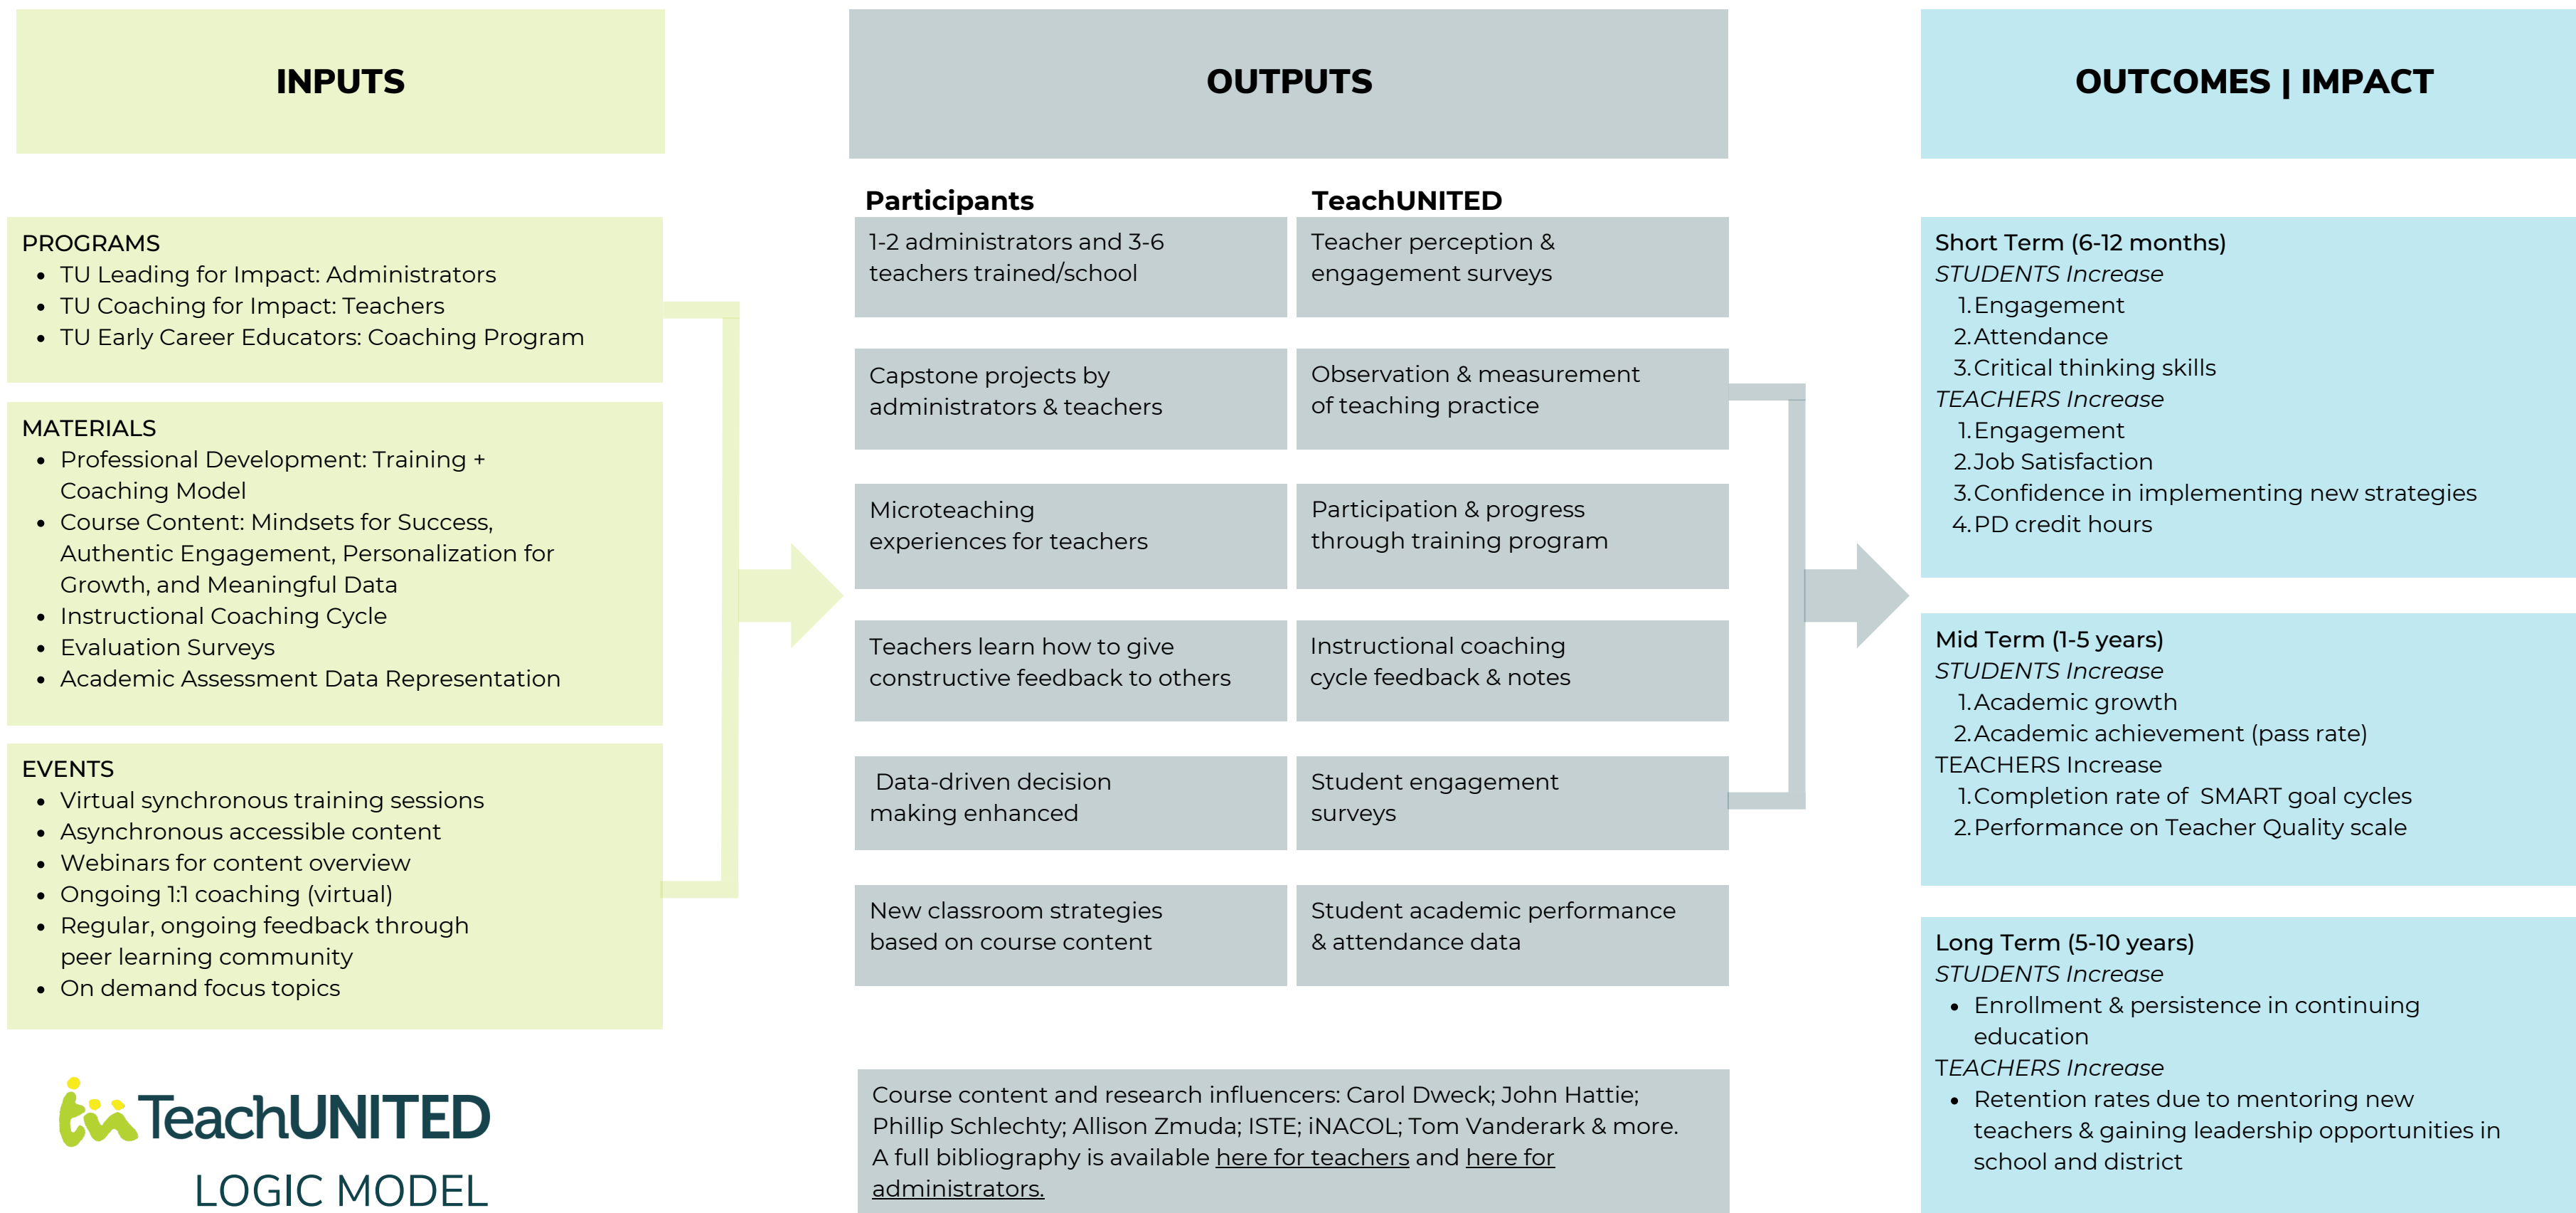 INPUTS
PROGRAMS
• TU Leading for Impact: Administrators
• TU Coaching for Impact: Teachers
• TU Early Career Educators: Coaching Program
MATERIALS
• Professional Development: Training +
Coaching Model
• Course Content: Mindsets for Success,
Authentic Engagement, Personalization for
Growth, and Meaningful Data
• Instructional Coaching Cycle
• Evaluation Surveys
• Academic Assessment Data Representation
EVENTS
• Virtual synchronous training sessions
• Asynchronous accessible content
• Webinars for content overview
• Ongoing 1:1 coaching (virtual)
• Regular, ongoing feedback through
peer learning community
• On demand focus topics
TeachUNITED
LOGIC MODEL
OUTPUTS
Participants
1-2 administrators and 3-6
teachers trained/school
Capstone projects by
administrators & teachers
Microteaching
experiences for teachers
Teachers learn how to give
constructive feedback to others
Data-driven decision
making enhanced
New classroom strategies
based on course content
TeachUNITED
Teacher perception &
engagement surveys
Observation & measurement
of teaching practice
Participation & progress
through training program
Instructional coaching
cycle feedback & notes
Student engagement
surveys
Student academic performance
& attendance data
Course content and research influencers: Carol Dweck; John Hattie;
Phillip Schlechty; Allison Zmuda; ISTE; iNACOL; Tom Vanderark & more.
A full bibliography is available here for teachers and here for
administrators.
OUTCOMES | IMPACT
Short Term (6-12 months)
STUDENTS Increase
1. Engagement
2. Attendance
3. Critical thinking skills
TEACHERS Increase
1. Engagement
2. Job Satisfaction
3. Confidence in implementing new strategies
4. PD credit hours
Mid Term (1-5 years)
STUDENTS Increase
1. Academic growth
2. Academic achievement (pass rate)
TEACHERS Increase
1. Completion rate of SMART goal cycles
2. Performance on Teacher Quality scale
Long Term (5-10 years)
STUDENTS Increase
• Enrollment & persistence in continuing
education
TEACHERS Increase
• Retention rates due to mentoring new
teachers & gaining leadership opportunities in
school and district